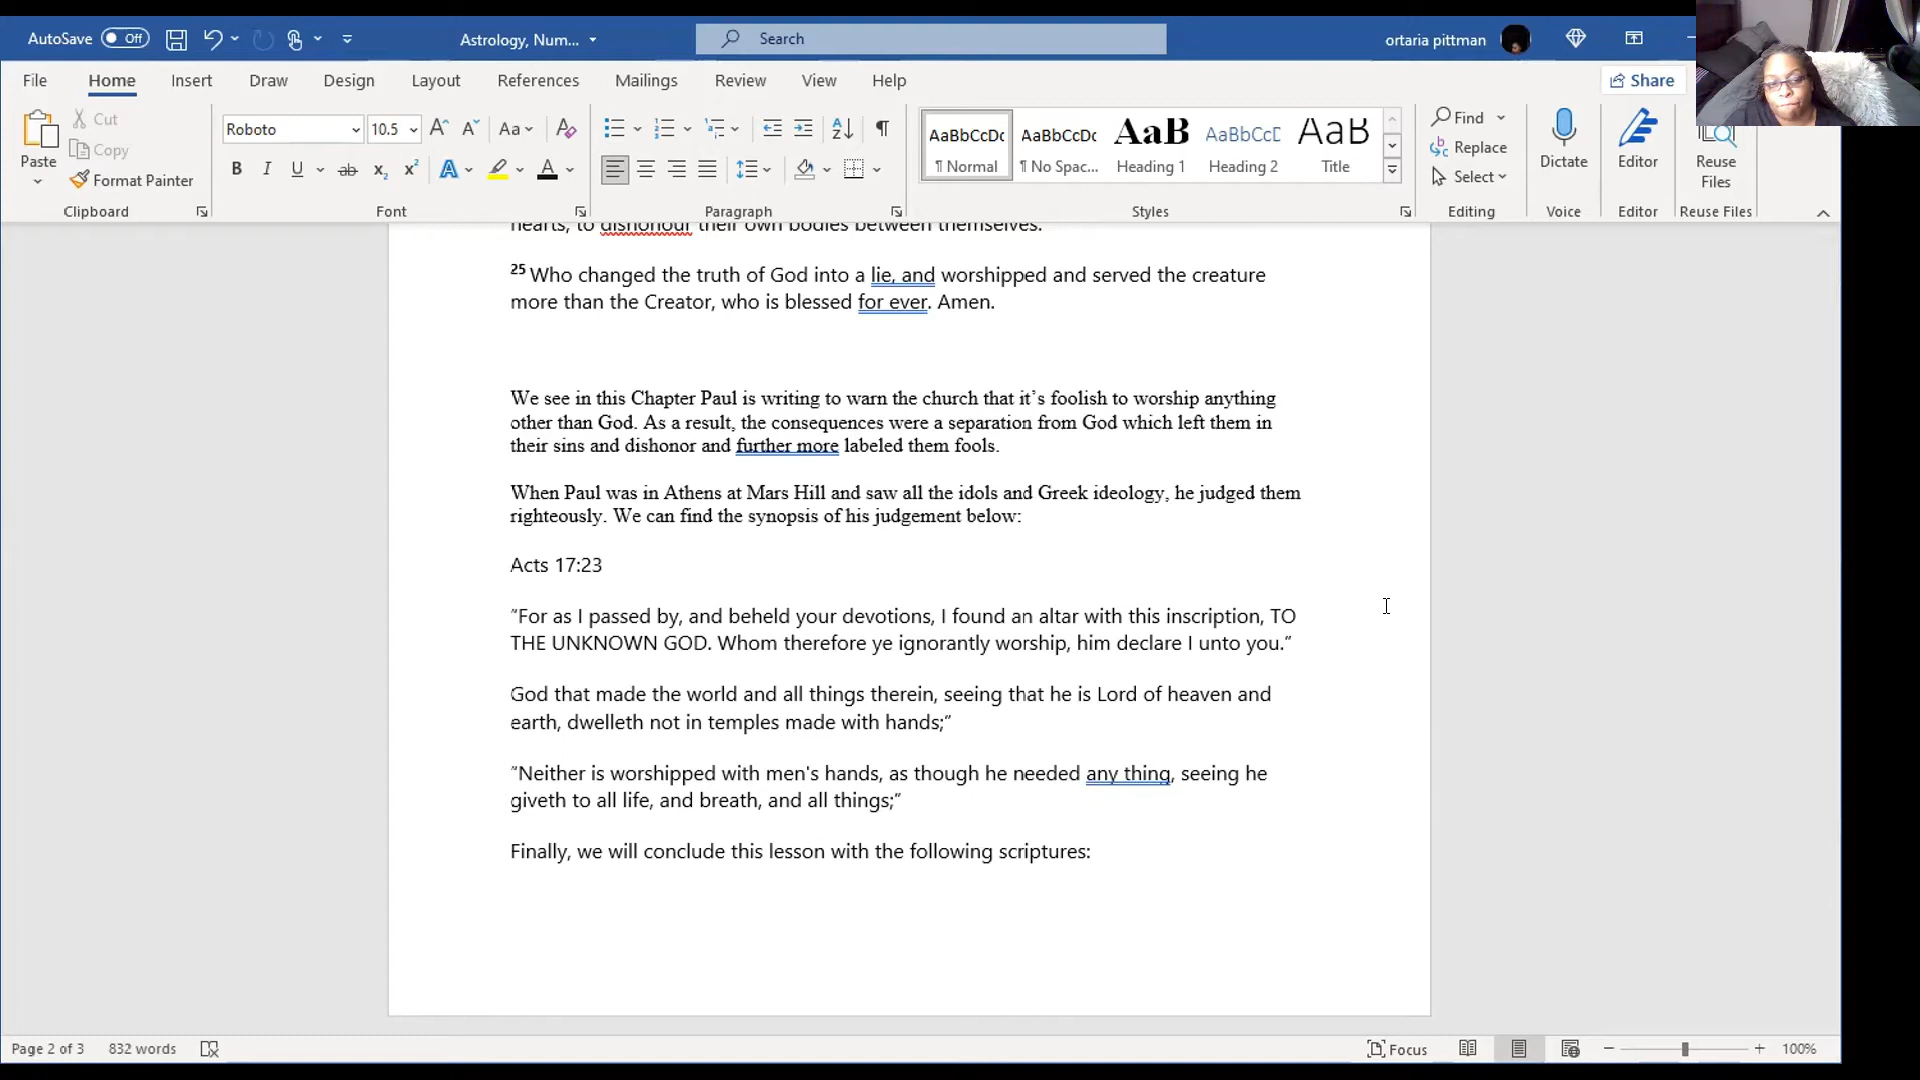 AutoSave Off Astrology, Num... Search ortaria pittman
File Home Insert Draw Design Layout References Mailings Review View Help Share
Paste Cut Copy Format Painter Clipboard
Roboto 10.5 Aa Font
Paragraph
AaBbCcDc AaBbCcDc AaB AaBbCcD AaB
¶ Normal ¶ No Spac... Heading 1 Heading 2 Title
Styles
Find Replace Select Editing
Dictate Voice
Editor Editor
Reuse Files Reuse Files
hearts, to dishonour their own bodies between themselves.
25 Who changed the truth of God into a lie, and worshipped and served the creature
more than the Creator, who is blessed for ever. Amen.
We see in this Chapter Paul is writing to warn the church that it's foolish to worship anything
other than God. As a result, the consequences were a separation from God which left them in
their sins and dishonor and further more labeled them fools.
When Paul was in Athens at Mars Hill and saw all the idols and Greek ideology, he judged them
righteously. We can find the synopsis of his judgement below:
Acts 17:23
“For as I passed by, and beheld your devotions, I found an altar with this inscription, TO
THE UNKNOWN GOD. Whom therefore ye ignorantly worship, him declare I unto you.”
God that made the world and all things therein, seeing that he is Lord of heaven and
earth, dwelleth not in temples made with hands;”
“Neither is worshipped with men's hands, as though he needed any thing, seeing he
giveth to all life, and breath, and all things;”
Finally, we will conclude this lesson with the following scriptures:
Page 2 of 3 832 words Focus 100%